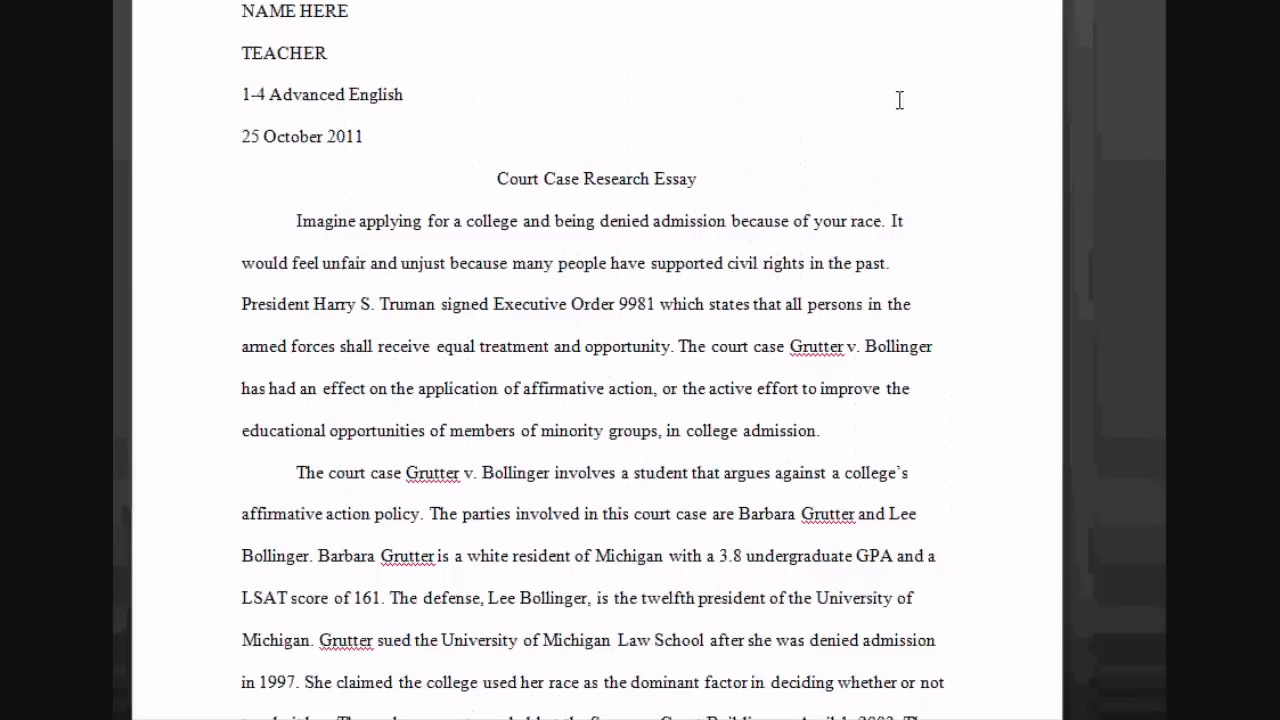 NAME HERE
TEACHER
1-4 Advanced English
25 October 2011
Court Case Research Essay
Imagine applying for a college and being denied admission because of your race. It
would feel unfair and unjust because many people have supported civil rights in the past.
President Harry S. Truman signed Executive Order 9981 which states that all persons in the
armed forces shall receive equal treatment and opportunity. The court case Grutter v. Bollinger
has had an effect on the application of affirmative action, or the active effort to improve the
educational opportunities of members of minority groups, in college admission.
The court case Grutter v. Bollinger involves a student that argues against a college's
affirmative action policy. The parties involved in this court case are Barbara Grutter and Lee
Bollinger. Barbara Grutter is a white resident of Michigan with a 3.8 undergraduate GPA and a
LSAT score of 161. The defense, Lee Bollinger, is the twelfth president of the University of
Michigan. Grutter sued the University of Michigan Law School after she was denied admission
in 1997. She claimed the college used her race as the dominant factor in deciding whether or not